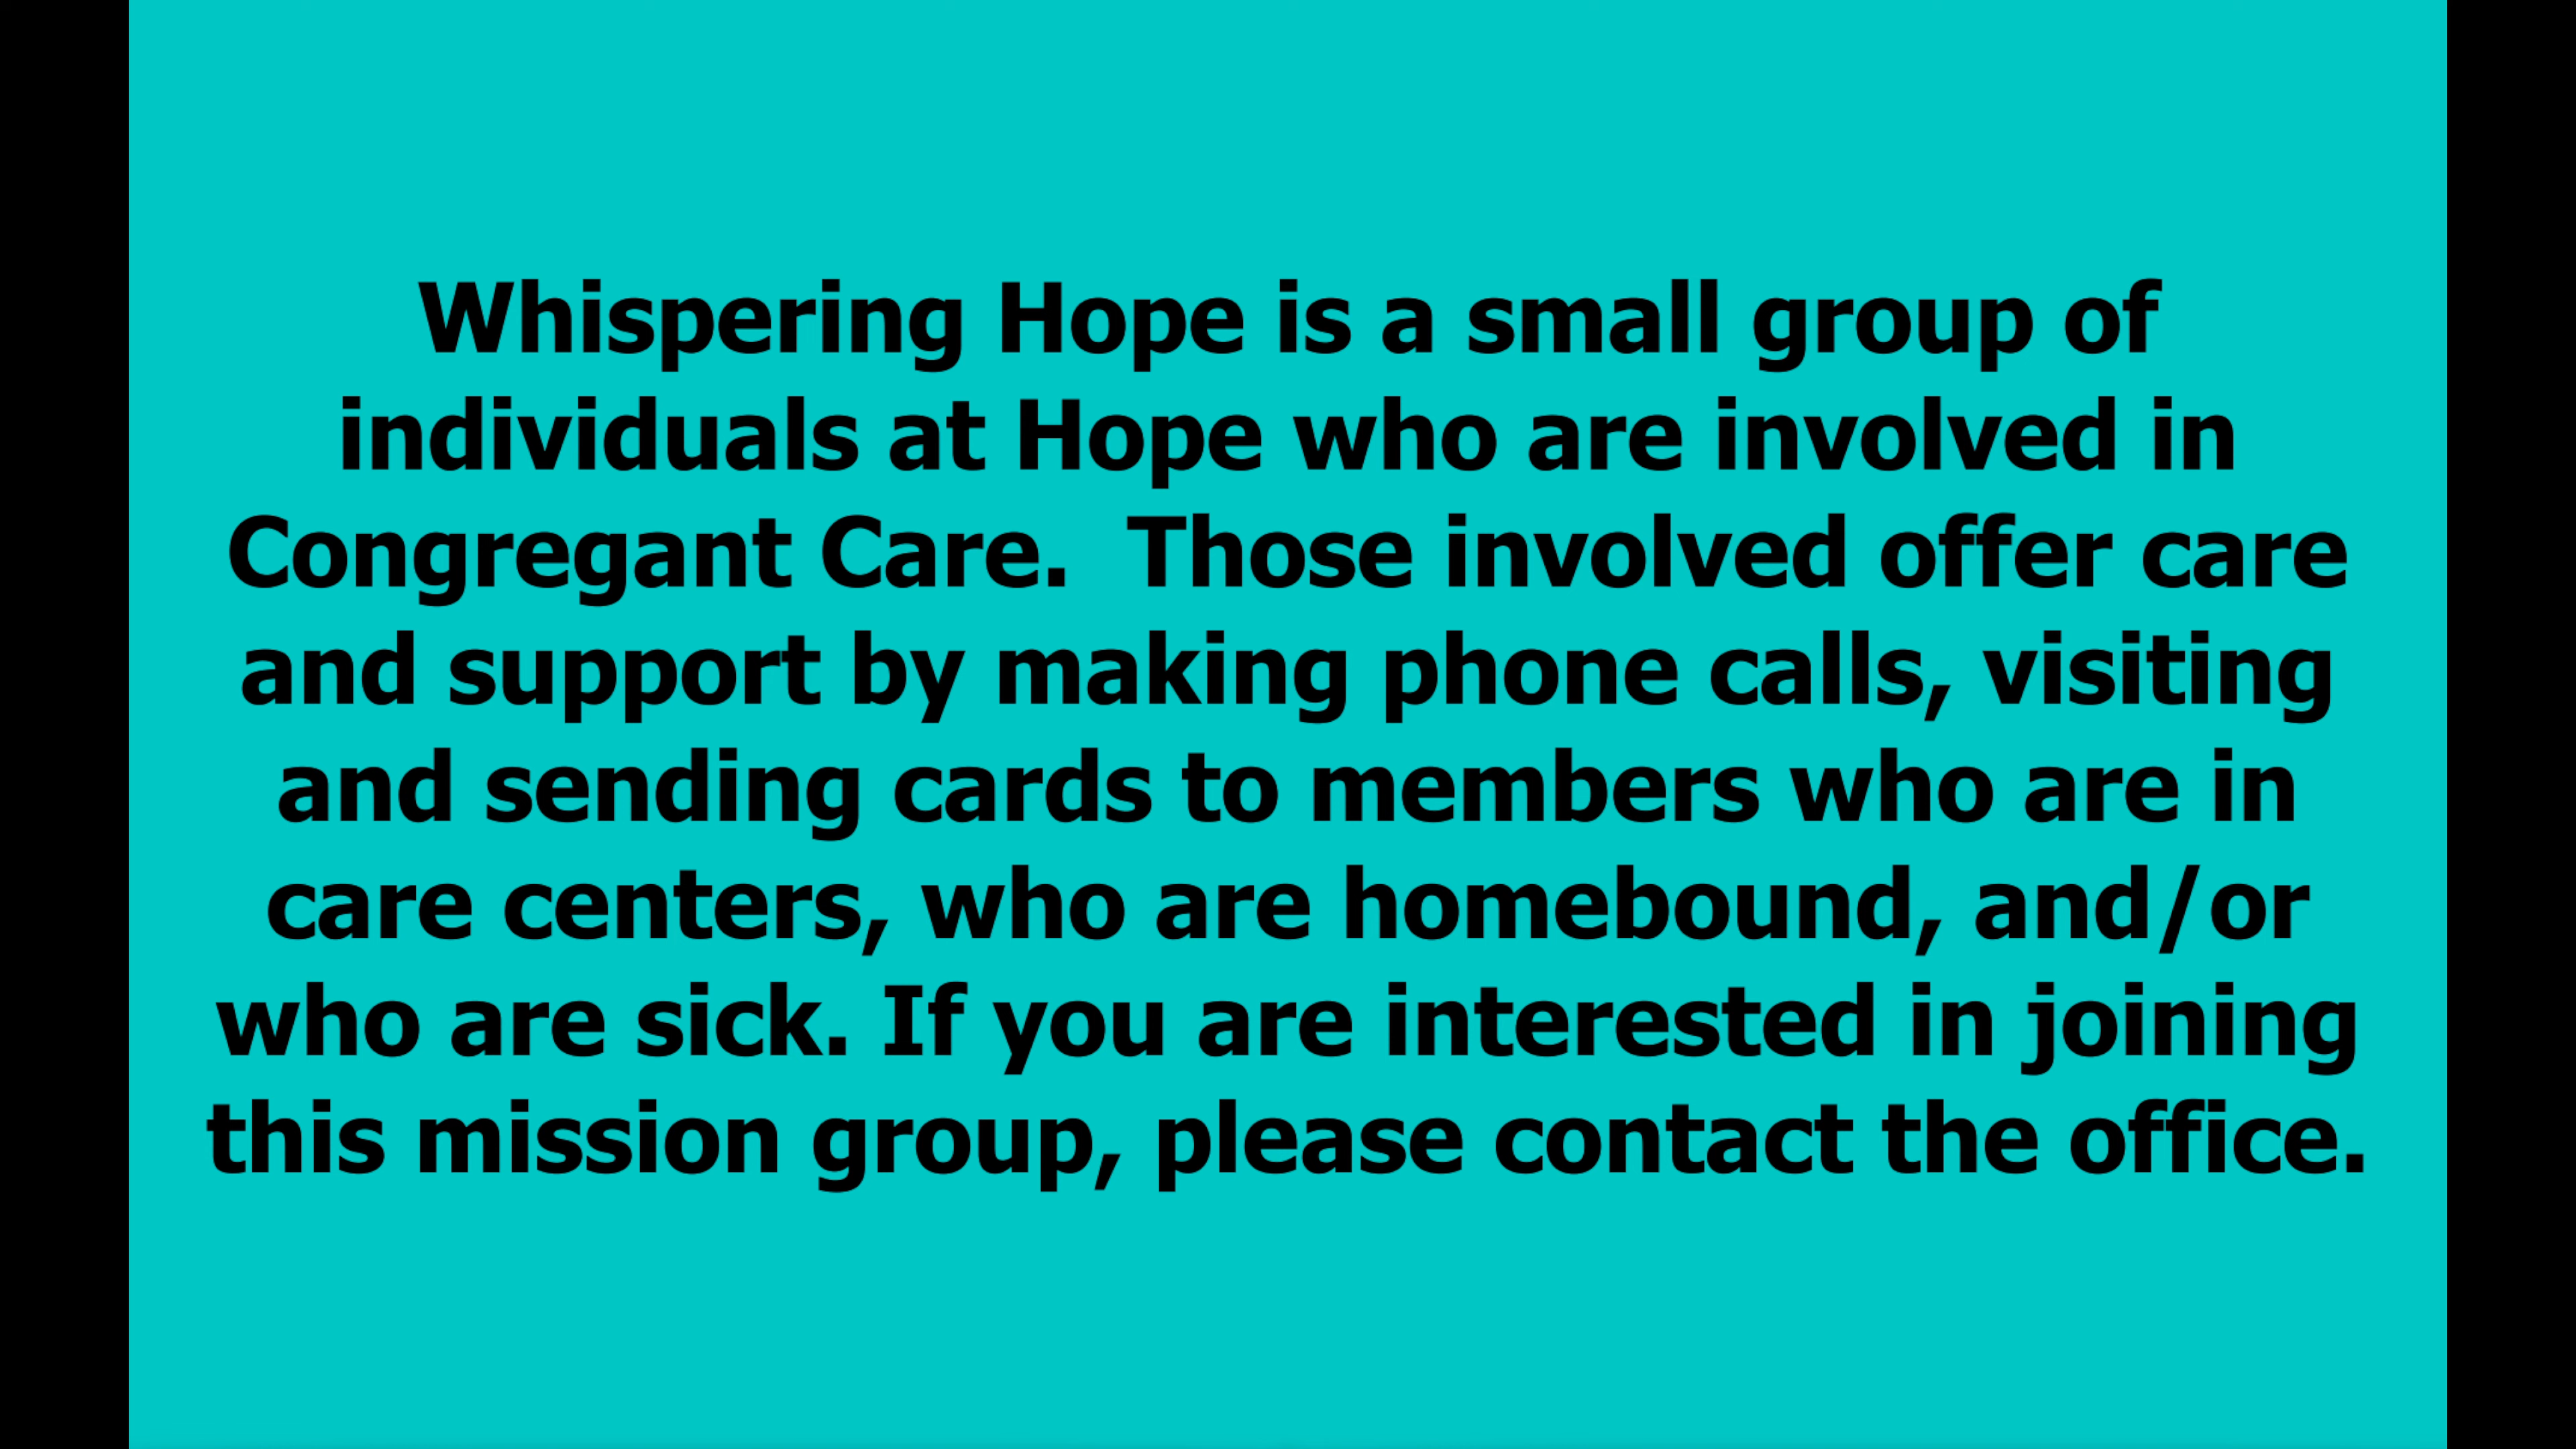 Whispering Hope is a small group of
individuals at Hope who are involved in
Congregant Care.  Those involved offer care
and support by making phone calls, visiting
and sending cards to members who are in
care centers, who are homebound, and/or
who are sick. If you are interested in joining
this mission group, please contact the office.